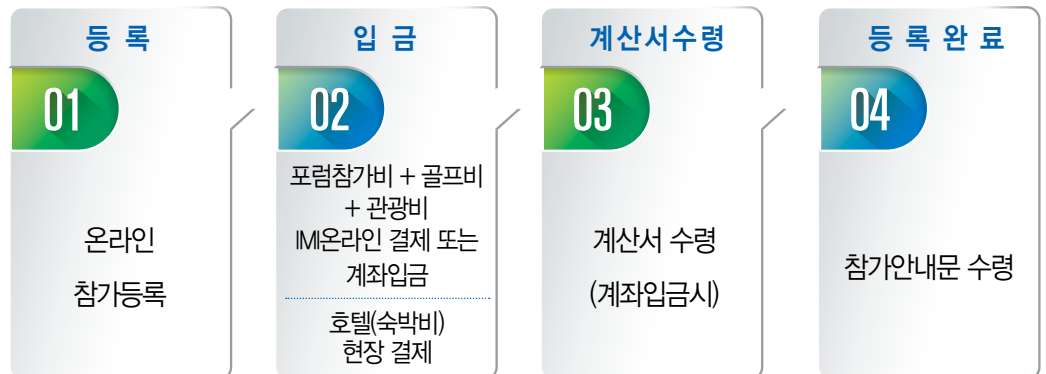 등 록
01
온라인
참가등록
입 금
02
포럼참가비 + 골프비
+ 관광비
IMI온라인 결제 또는
계좌입금
호텔(숙박비)
현장 결제
계산서수령
03
계산서 수령
(계좌입금시)
등 록 완 료
04
참가안내문 수령